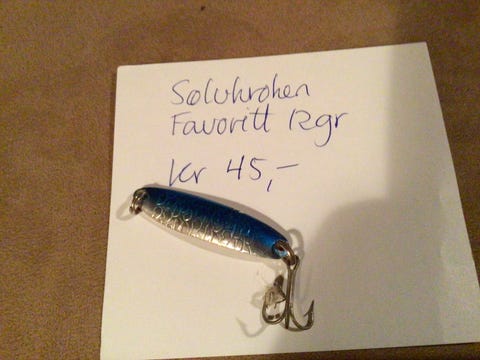 Sølvkroken
Favoritt 12gr
kr 45,-